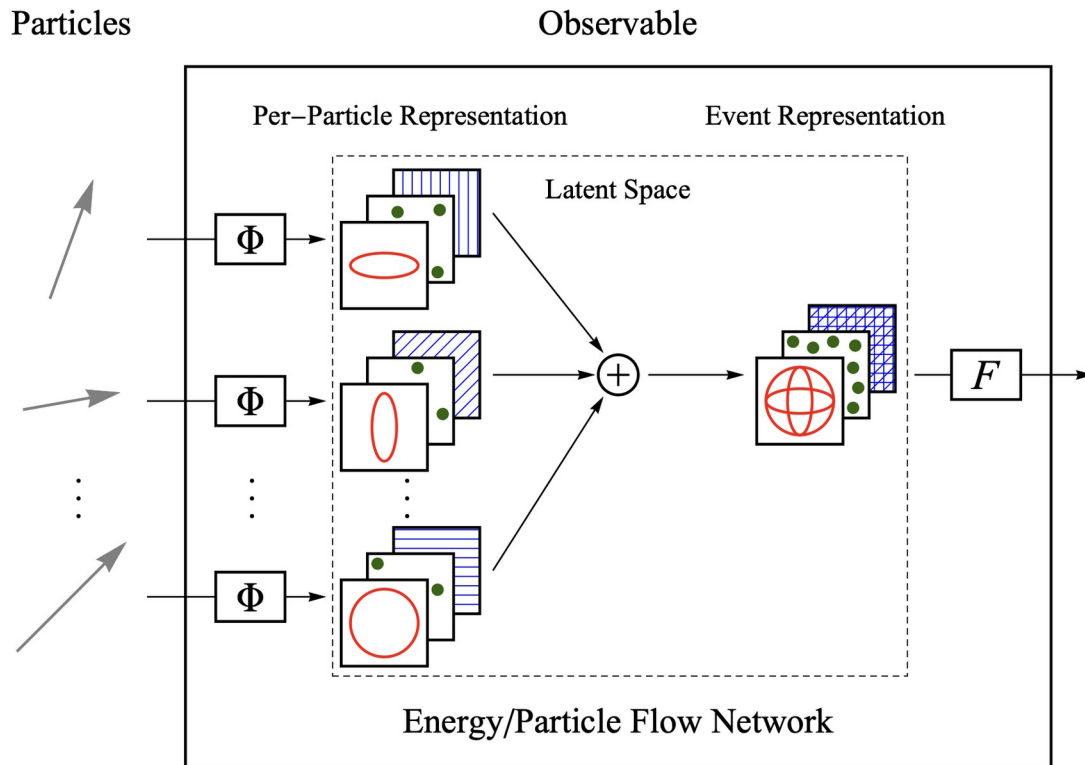 Particles
Observable
Per–Particle Representation
Event Representation
Latent Space
Φ
Φ
Φ
+
F
Energy/Particle Flow Network